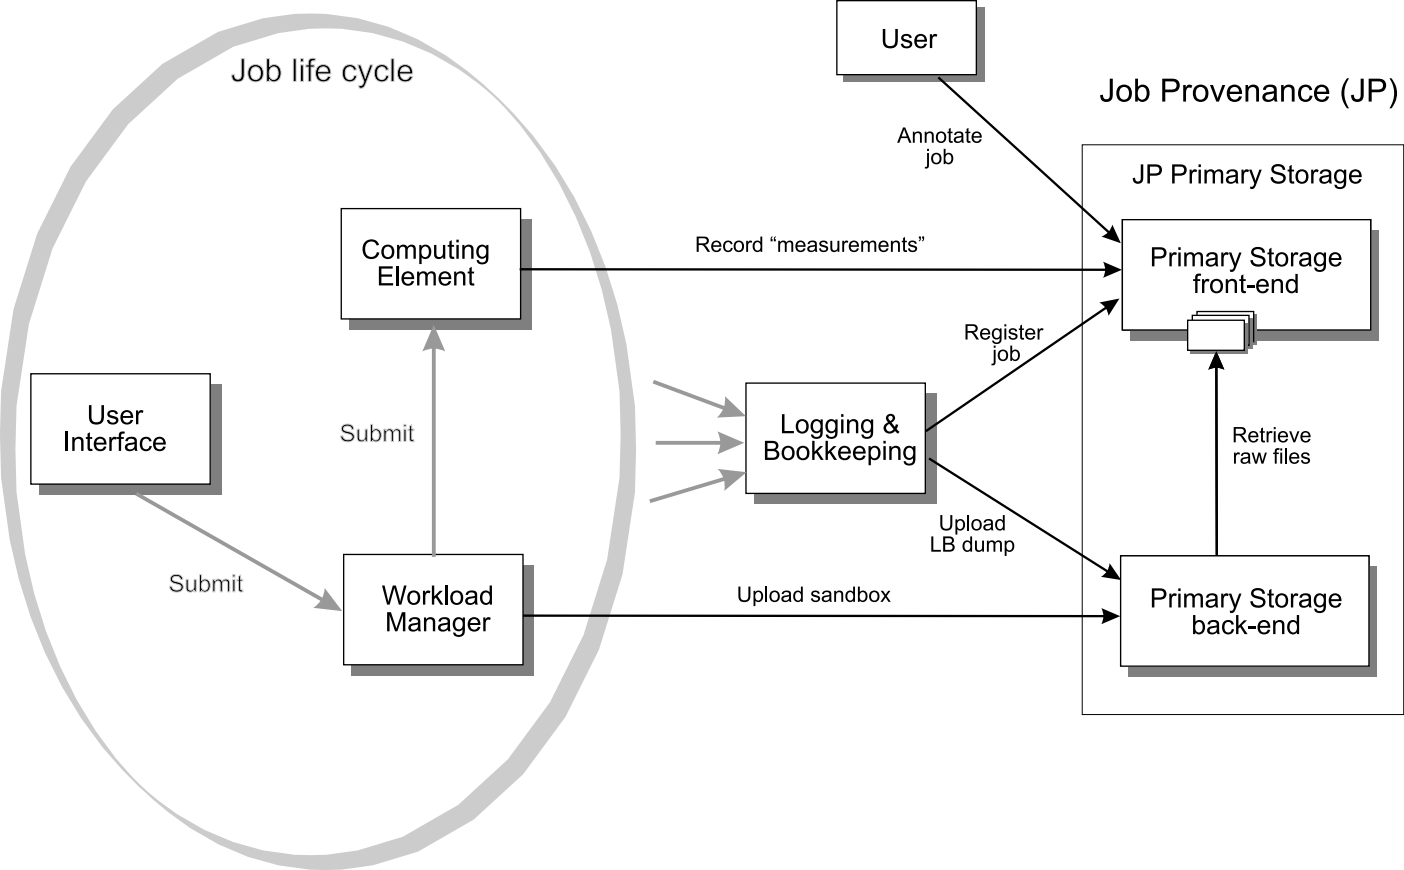 User
Job life cycle
Job Provenance (JP)
Annotate
job
JP Primary Storage
Computing
Element
Record “measurements”
Primary Storage
front-end
Register
job
User
Interface
Submit
Logging &
Bookkeeping
Retrieve
raw files
Upload
LB dump
Submit
Workload
Manager
Upload sandbox
Primary Storage
back-end